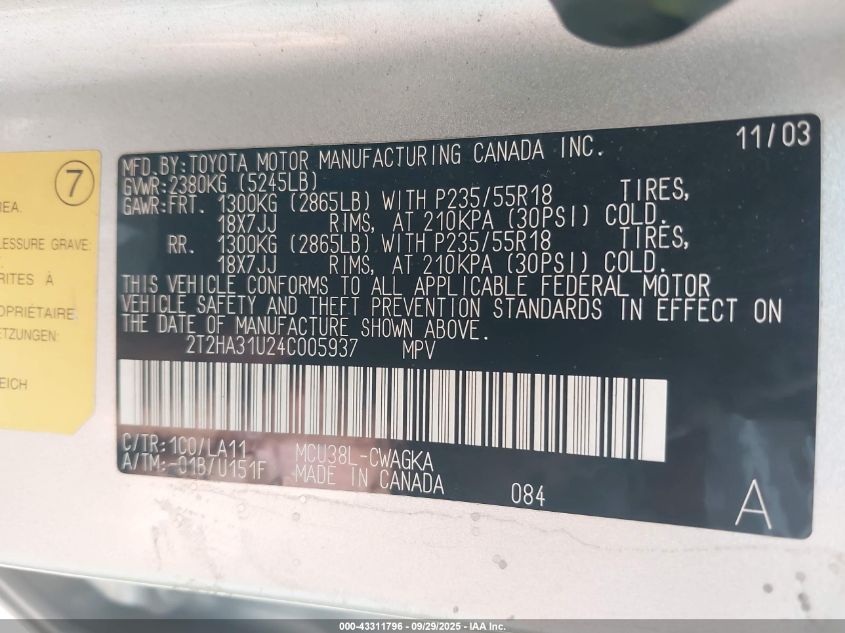 7
REA.
LESSURE GRAVE:
RITES À
OPRIÉTAIRE.
ETZUNGEN:
EICH
MFD. BY: TOYOTA MOTOR MANUFACTURING CANADA INC. 11/03
GVWR: 2380KG (5245LB)
GAWR: FRT. 1300KG (2865LB) WITH P235/55R18 TIRES,
18X7JJ RIMS, AT 210KPA (30PSI) COLD.
RR. 1300KG (2865LB) WITH P235/55R18 TIRES,
18X7JJ RIMS, AT 210KPA (30PSI) COLD.
THIS VEHICLE CONFORMS TO ALL APPLICABLE FEDERAL MOTOR
VEHICLE SAFETY AND THEFT PREVENTION STANDARDS IN EFFECT ON
THE DATE OF MANUFACTURE SHOWN ABOVE.
2T2HA31U24C005937 MPV
C/TR: 1C0/LA11 MCU38L-CWAGKA
A/TM: -01B/U151F MADE IN CANADA 084 A
000-43311796 - 09/29/2025 - IAA Inc.